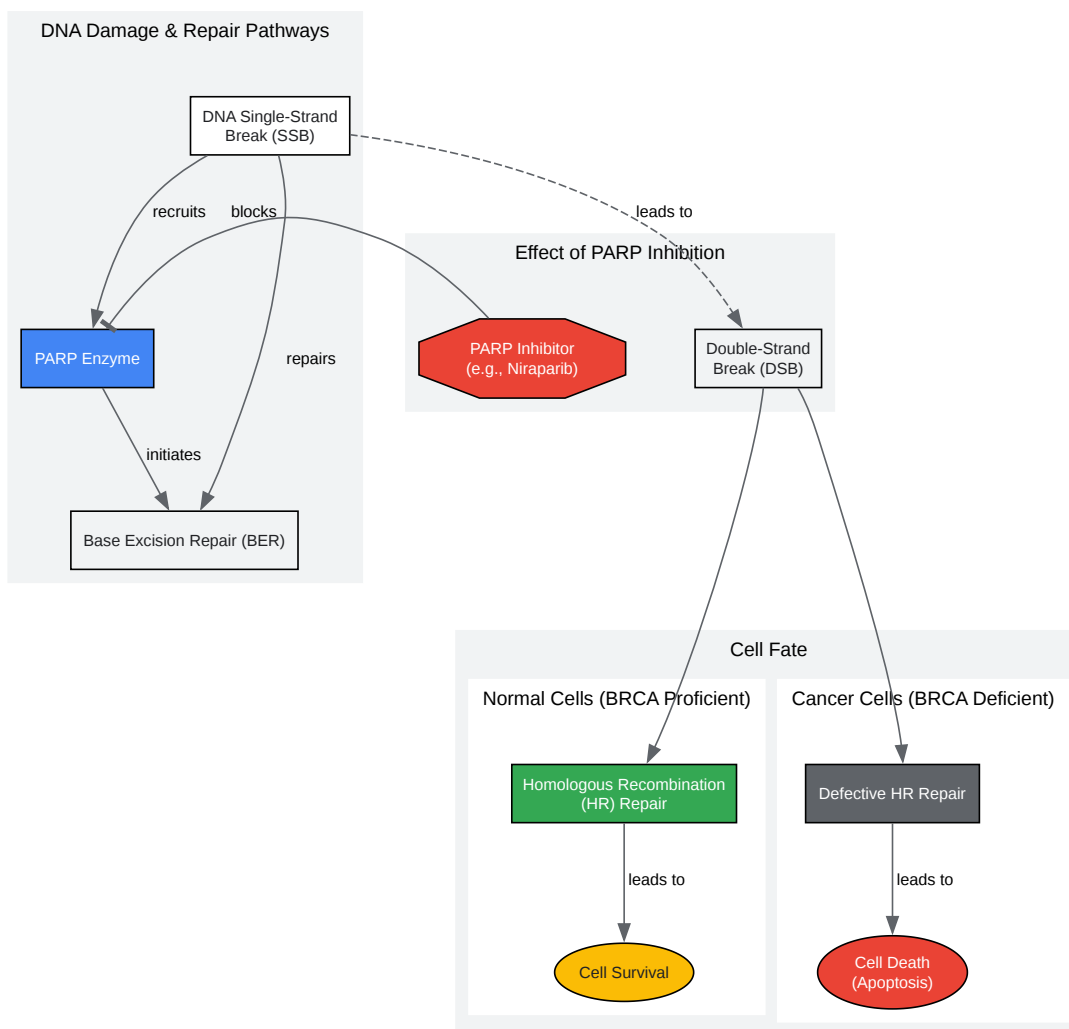 DNA Damage & Repair Pathways
DNA Single-Strand
Break (SSB)
recruits
blocks
leads to
Effect of PARP Inhibition
PARP Enzyme
repairs
PARP Inhibitor
(e.g., Niraparib)
Double-Strand
Break (DSB)
initiates
Base Excision Repair (BER)
Cell Fate
Normal Cells (BRCA Proficient)
Cancer Cells (BRCA Deficient)
Homologous Recombination
(HR) Repair
Defective HR Repair
leads to
leads to
Cell Survival
Cell Death
(Apoptosis)